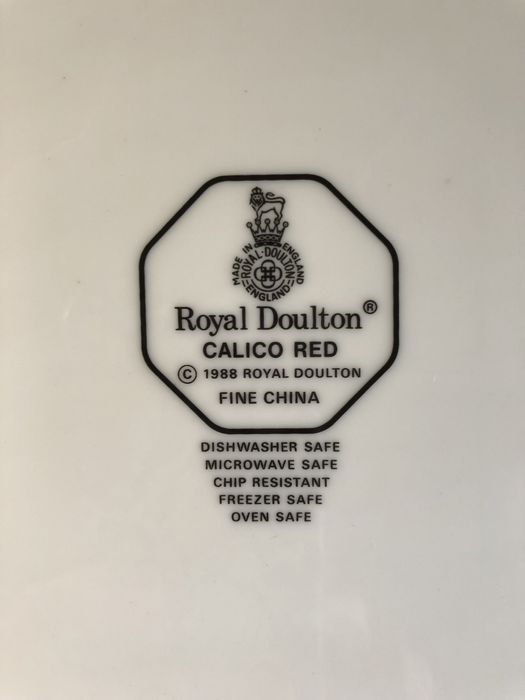 MADE IN ENGLAND
ROYAL·DOULTON
ENGLAND
Royal Doulton®
CALICO RED
© 1988 ROYAL DOULTON
FINE CHINA
DISHWASHER SAFE
MICROWAVE SAFE
CHIP RESISTANT
FREEZER SAFE
OVEN SAFE